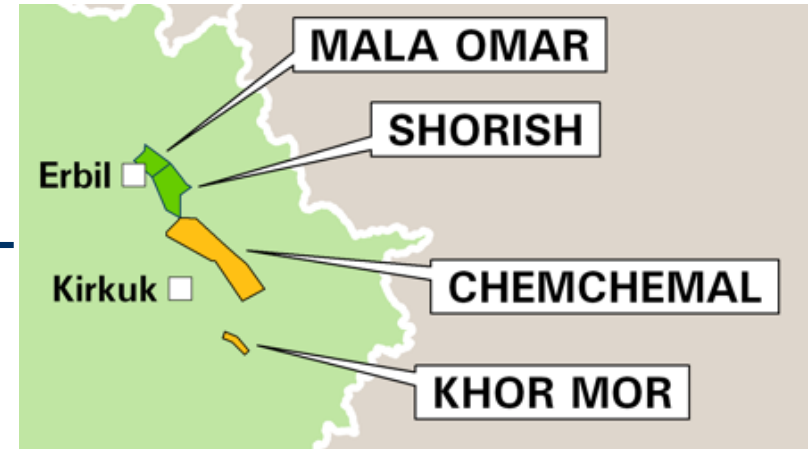 MALA OMAR
SHORISH
Erbil
CHEMCHEMAL
Kirkuk
KHOR MOR